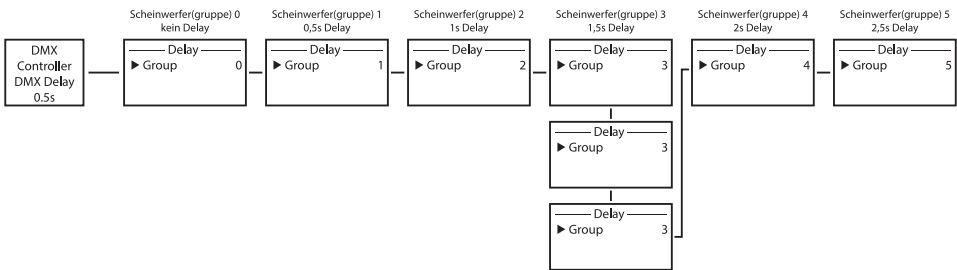 Scheinwerfer(gruppe) 0
kein Delay
Scheinwerfer(gruppe) 1
0,5s Delay
Scheinwerfer(gruppe) 2
1s Delay
Scheinwerfer(gruppe) 3
1,5s Delay
Scheinwerfer(gruppe) 4
2s Delay
Scheinwerfer(gruppe) 5
2,5s Delay
DMX
Controller
DMX Delay
0.5s
Delay
▶ Group 0
Delay
▶ Group 1
Delay
▶ Group 2
Delay
▶ Group 3
Delay
▶ Group 4
Delay
▶ Group 5
Delay
▶ Group 3
Delay
▶ Group 3